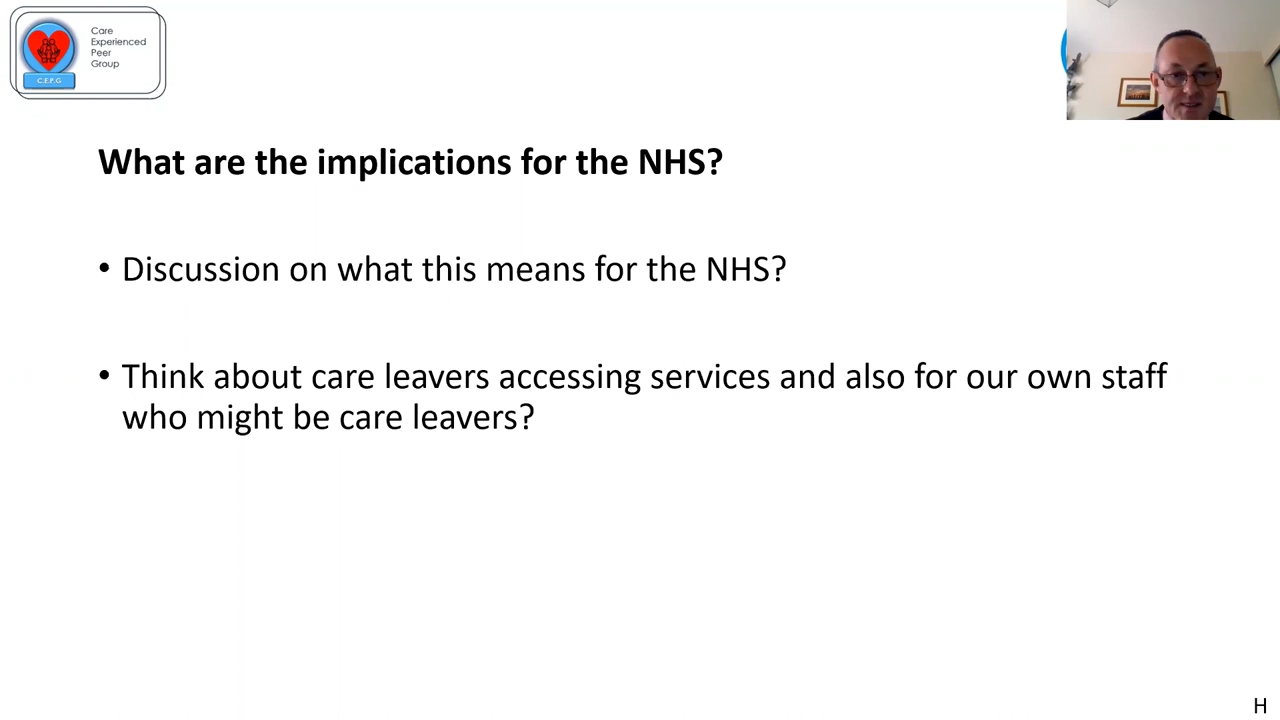 Care
Experienced
Peer
Group
C.E.P.G
What are the implications for the NHS?
• Discussion on what this means for the NHS?
• Think about care leavers accessing services and also for our own staff
who might be care leavers?
H